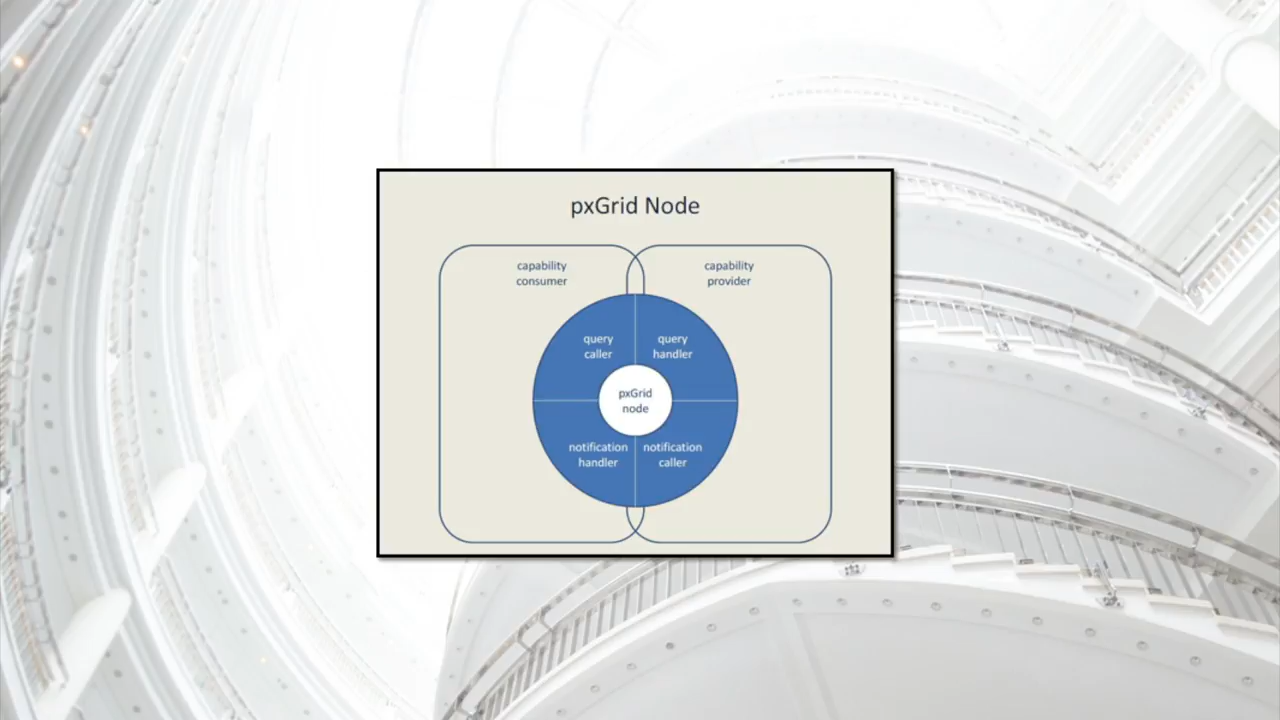 pxGrid Node
capability
consumer
capability
provider
query
caller
query
handler
pxGrid
node
notification
handler
notification
caller